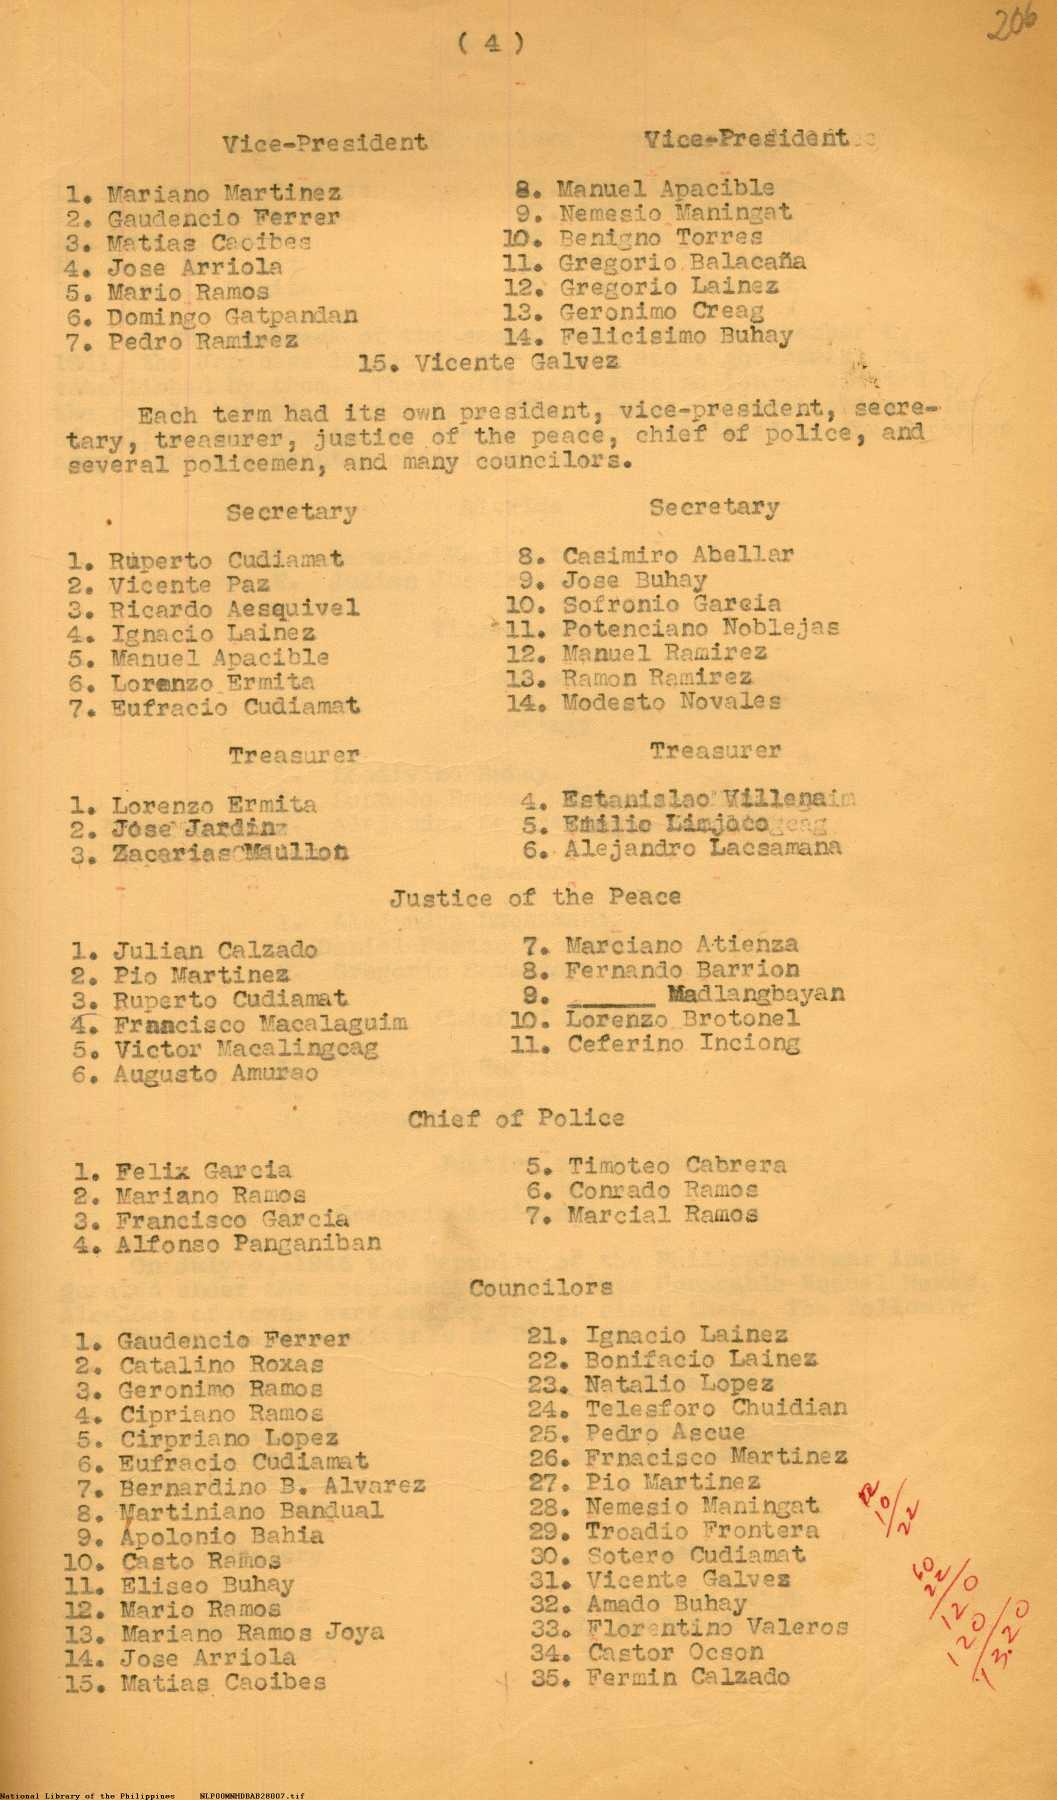 206
( 4 )
Vice-President
1. Mariano Martinez
2. Gaudencio Ferrer
3. Matias Caoibes
4. Jose Arriola
5. Mario Ramos
6. Domingo Gatpandan
7. Pedro Ramirez
Vice-President
8. Manuel Apacible
9. Nemesio Maningat
10. Benigno Torres
11. Gregorio Balacaña
12. Gregorio Lainez
13. Geronimo Creag
14. Felicisimo Buhay
15. Vicente Galvez
Each term had its own president, vice-president, secre-
tary, treasurer, justice of the peace, chief of police, and
several policemen, and many councilors.
Secretary
1. Ruperto Cudiamat
2. Vicente Paz
3. Ricardo Aesquivel
4. Ignacio Lainez
5. Manuel Apacible
6. Lorenzo Ermita
7. Eufracio Cudiamat
Secretary
8. Casimiro Abellar
9. Jose Buhay
10. Sofronio Garcia
11. Potenciano Noblejas
12. Manuel Ramirez
13. Ramon Ramirez
14. Modesto Novales
Treasurer
1. Lorenzo Ermita
2. Jose Jardin
3. Zacarias Maullon
Treasurer
4. Estanislao Villena
5. Emilio Limjoco
6. Alejandro Lacsamana
Justice of the Peace
1. Julian Calzado
2. Pio Martinez
3. Ruperto Cudiamat
4. Francisco Macalaguim
5. Victor Macalingcag
6. Augusto Amurao
7. Marciano Atienza
8. Fernando Barrion
9. ______ Madlangbayan
10. Lorenzo Brotonel
11. Ceferino Inciong
Chief of Police
1. Felix Garcia
2. Mariano Ramos
3. Francisco Garcia
4. Alfonso Panganiban
5. Timoteo Cabrera
6. Conrado Ramos
7. Marcial Ramos
Councilors
1. Gaudencio Ferrer
2. Catalino Roxas
3. Geronimo Ramos
4. Cipriano Ramos
5. Cirpriano Lopez
6. Eufracio Cudiamat
7. Bernardino B. Alvarez
8. Martiniano Bandual
9. Apolonio Bahia
10. Casto Ramos
11. Eliseo Buhay
12. Mario Ramos
13. Mariano Ramos Joya
14. Jose Arriola
15. Matias Caoibes
21. Ignacio Lainez
22. Bonifacio Lainez
23. Natalio Lopez
24. Telesforo Chuidian
25. Pedro Ascue
26. Frnacisco Martinez
27. Pio Martinez
28. Nemesio Maningat
29. Troadio Frontera
30. Sotero Cudiamat
31. Vicente Galves
32. Amado Buhay
33. Florentino Valeros
34. Castor Ocson
35. Fermin Calzado
12
10
22
60
22
120
120
13.20
National Library of the Philippines NLP00MNHDBAB28007.tif